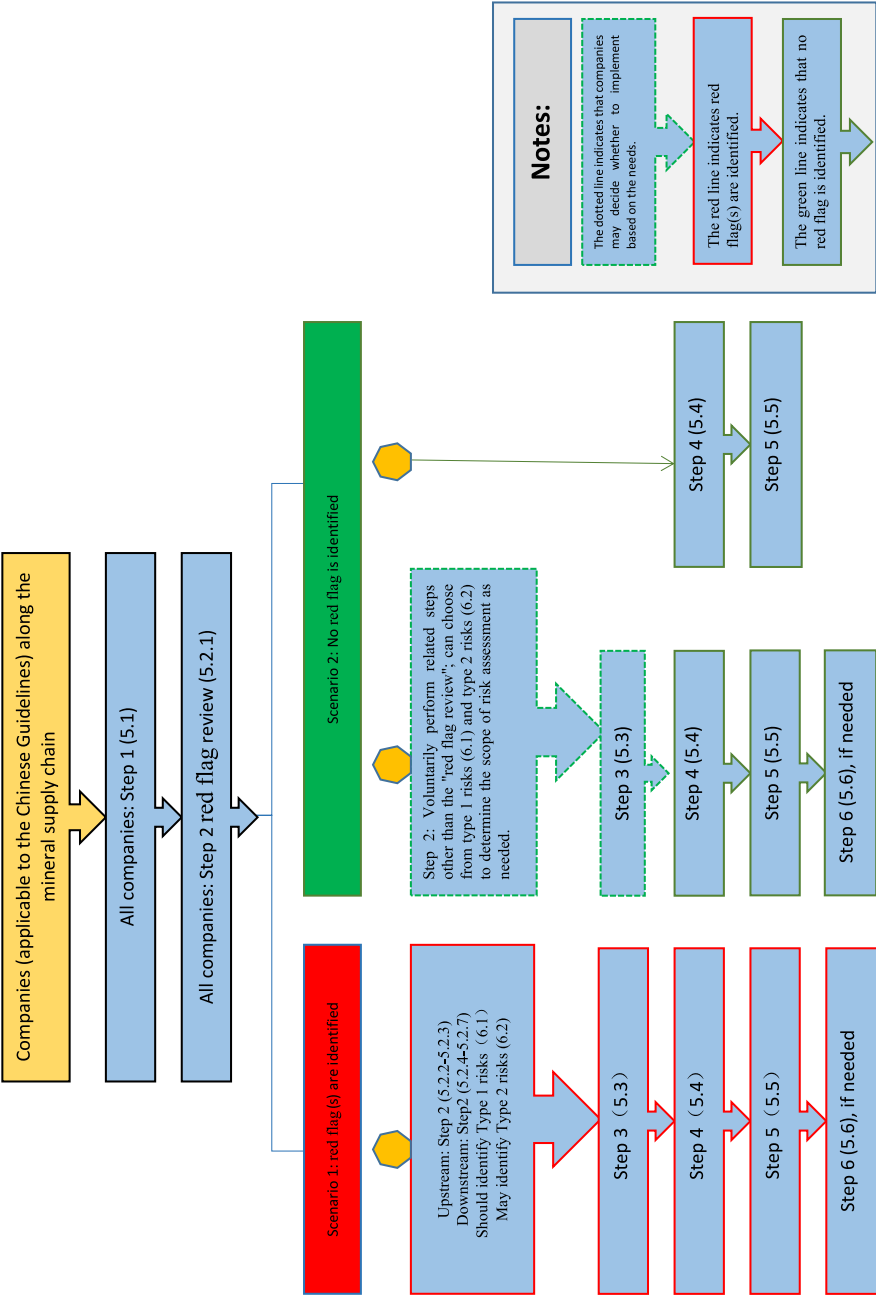 Companies (applicable to the Chinese Guidelines) along the
mineral supply chain
All companies: Step 1 (5.1)
All companies: Step 2 red flag review (5.2.1)
Scenario 1: red flag(s) are identified
Upstream: Step 2 (5.2.2-5.2.3)
Downstream: Step2 (5.2.4-5.2.7)
Should identify Type 1 risks（6.1）
May identify Type 2 risks (6.2)
Step 3（5.3）
Step 4（5.4）
Step 5（5.5）
Step 6 (5.6), if needed
Scenario 2: No red flag is identified
Step 2: Voluntarily perform related steps
other than the "red flag review"; can choose
from type 1 risks (6.1) and type 2 risks (6.2)
to determine the scope of risk assessment as
needed.
Step 3 (5.3)
Step 4 (5.4)
Step 5 (5.5)
Step 6 (5.6), if needed
Step 4 (5.4)
Step 5 (5.5)
Notes:
The dotted line indicates that companies
may decide whether to implement
based on the needs.
The red line indicates red
flag(s) are identified.
The green line indicates that no
red flag is identified.